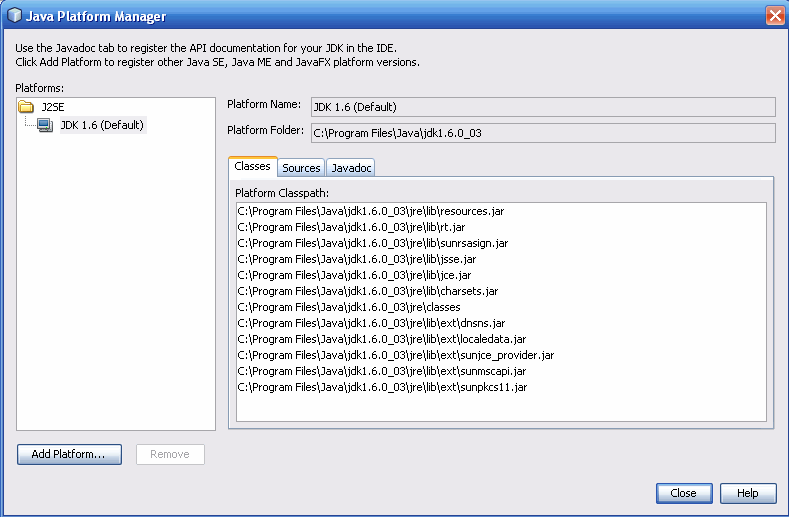 Java Platform Manager
Use the Javadoc tab to register the API documentation for your JDK in the IDE.
Click Add Platform to register other Java SE, Java ME and JavaFX platform versions.
Platforms:
J2SE
JDK 1.6 (Default)
Platform Name: JDK 1.6 (Default)
Platform Folder: C:\Program Files\Java\jdk1.6.0_03
Classes Sources Javadoc
Platform Classpath:
C:\Program Files\Java\jdk1.6.0_03\jre\lib\resources.jar
C:\Program Files\Java\jdk1.6.0_03\jre\lib\rt.jar
C:\Program Files\Java\jdk1.6.0_03\jre\lib\sunrsasign.jar
C:\Program Files\Java\jdk1.6.0_03\jre\lib\jsse.jar
C:\Program Files\Java\jdk1.6.0_03\jre\lib\jce.jar
C:\Program Files\Java\jdk1.6.0_03\jre\lib\charsets.jar
C:\Program Files\Java\jdk1.6.0_03\jre\classes
C:\Program Files\Java\jdk1.6.0_03\jre\lib\ext\dnsns.jar
C:\Program Files\Java\jdk1.6.0_03\jre\lib\ext\localedata.jar
C:\Program Files\Java\jdk1.6.0_03\jre\lib\ext\sunjce_provider.jar
C:\Program Files\Java\jdk1.6.0_03\jre\lib\ext\sunmscapi.jar
C:\Program Files\Java\jdk1.6.0_03\jre\lib\ext\sunpkcs11.jar
Add Platform... Remove
Close Help